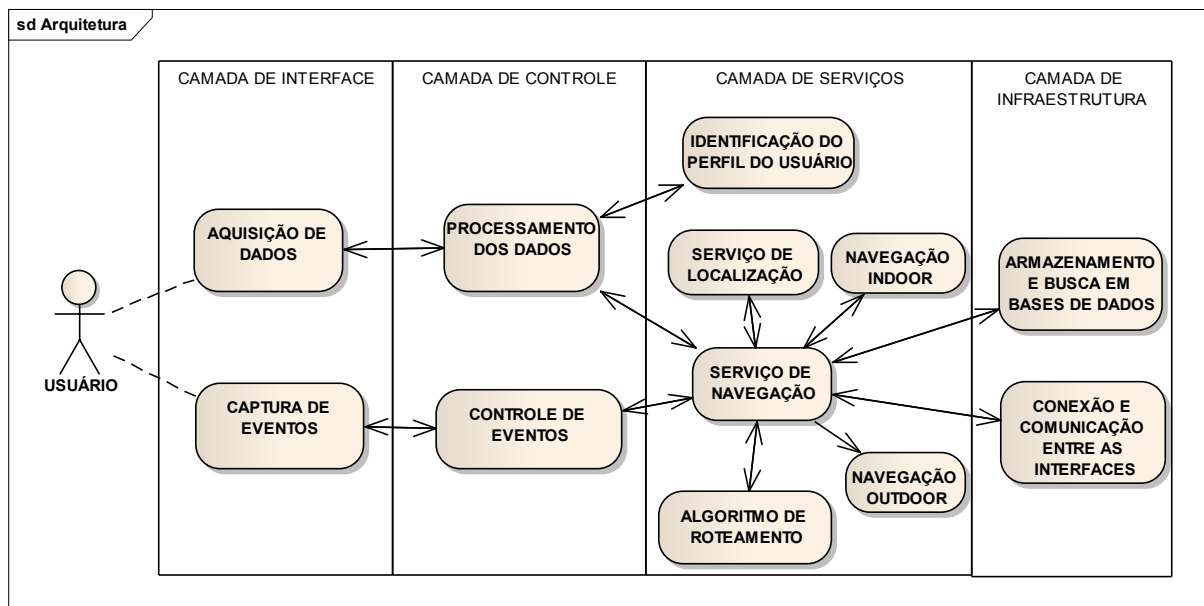 sd Arquitetura
CAMADA DE INTERFACE
CAMADA DE CONTROLE
CAMADA DE SERVIÇOS
CAMADA DE
INFRAESTRUTURA
USUÁRIO
AQUISIÇÃO DE
DADOS
CAPTURA DE
EVENTOS
PROCESSAMENTO
DOS DADOS
CONTROLE DE
EVENTOS
IDENTIFICAÇÃO DO
PERFIL DO USUÁRIO
SERVIÇO DE
LOCALIZAÇÃO
NAVEGAÇÃO
INDOOR
SERVIÇO DE
NAVEGAÇÃO
NAVEGAÇÃO
OUTDOOR
ALGORITMO DE
ROTEAMENTO
ARMAZENAMENTO
E BUSCA EM
BASES DE DADOS
CONEXÃO E
COMUNICAÇÃO
ENTRE AS
INTERFACES